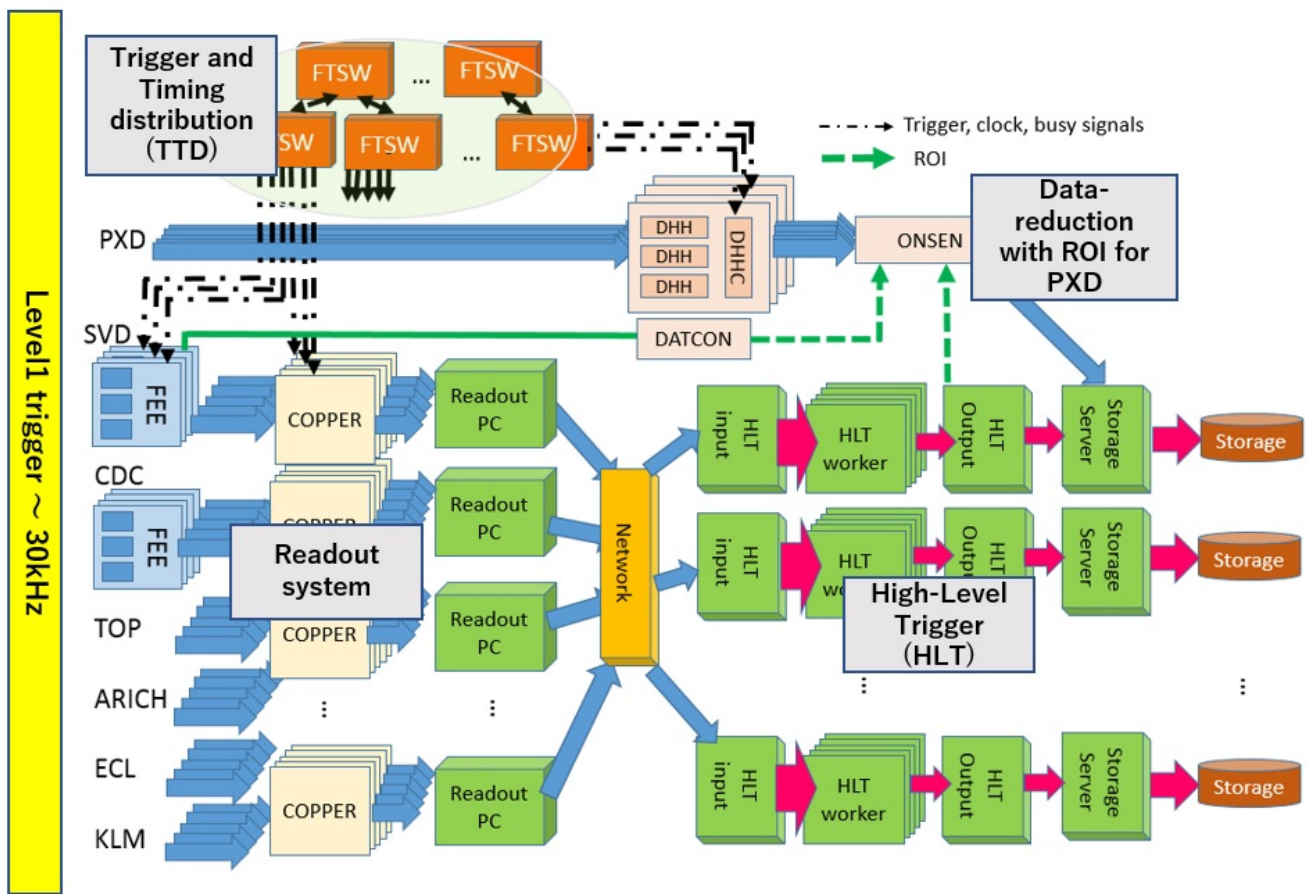 Level1 trigger ~ 30kHz
Trigger and
Timing
distribution
(TTD)
FTSW
...
FTSW
TSW
FTSW
...
FTSW
Trigger, clock, busy signals
ROI
PXD
DHH
DHH
DHH
DHHC
ONSEN
Data-
reduction
with ROI for
PXD
SVD
DATCON
FEE
COPPER
Readout
PC
HLT
input
HLT
worker
HLT
Output
Storage
Server
Storage
CDC
FEE
Readout
PC
Network
HLT
input
HLT
HLT
Output
Storage
Server
Storage
Readout
system
High-Level
Trigger
(HLT)
TOP
COPPER
Readout
PC
ARICH
...
...
...
...
ECL
KLM
COPPER
Readout
PC
HLT
input
HLT
worker
HLT
Output
Storage
Server
Storage